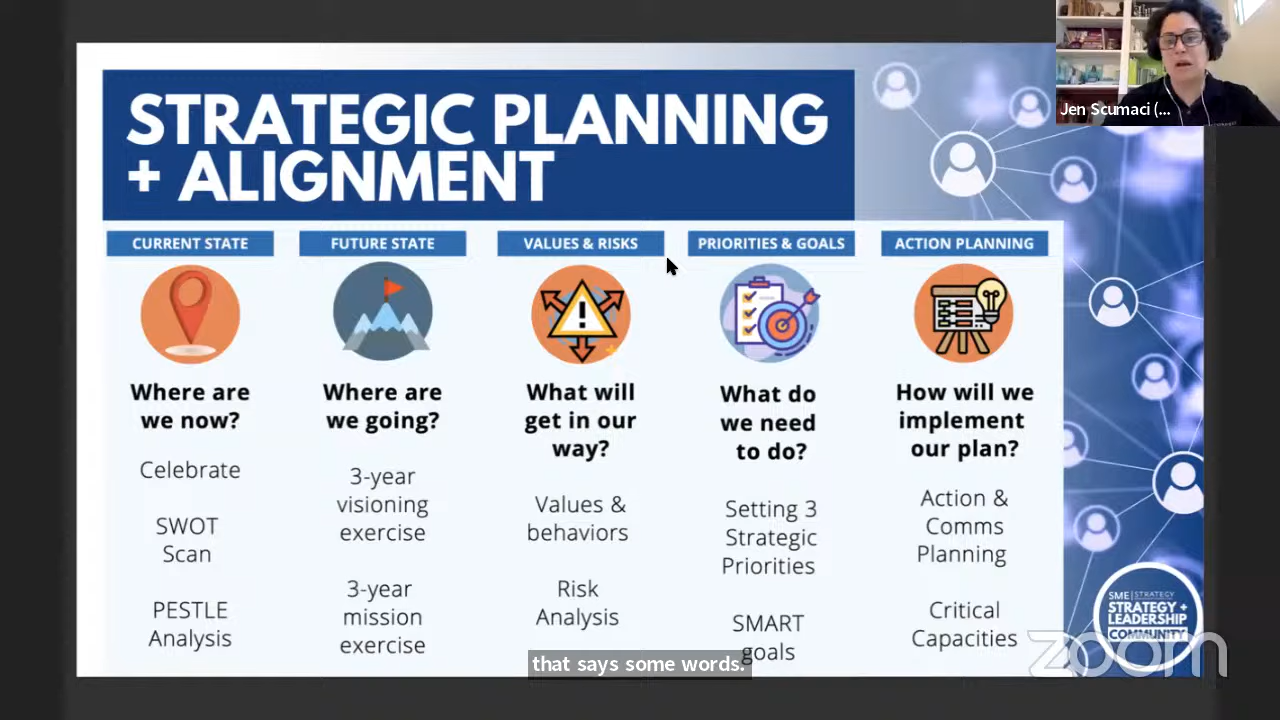 Jen Scumaci (...
STRATEGIC PLANNING
+ ALIGNMENT
CURRENT STATE
Where are
we now?
Celebrate
SWOT
Scan
PESTLE
Analysis
FUTURE STATE
Where are
we going?
3-year
visioning
exercise
3-year
mission
exercise
VALUES & RISKS
!
What will
get in our
way?
Values &
behaviors
Risk
Analysis
PRIORITIES & GOALS
What do
we need
to do?
Setting 3
Strategic
Priorities
SMART
goals
ACTION PLANNING
How will we
implement
our plan?
Action &
Comms
Planning
Critical
Capacities
SME | STRATEGY
STRATEGY +
LEADERSHIP
COMMUNITY
zoom
that says some words.